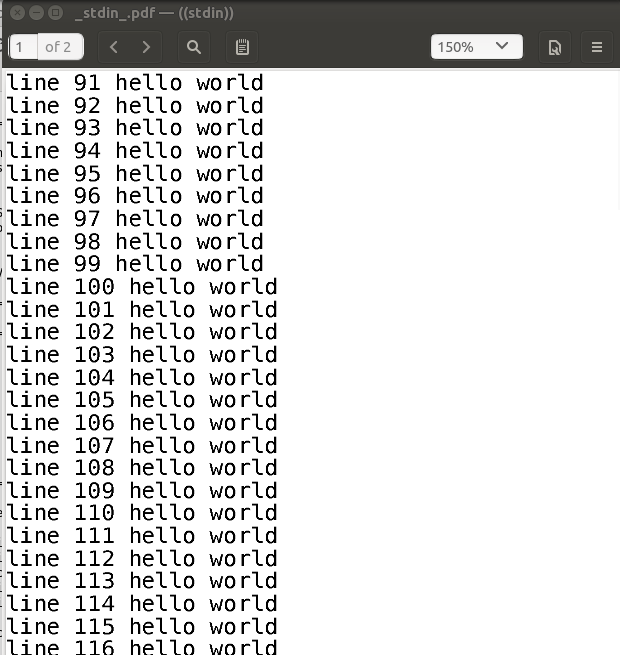 _stdin_.pdf — ((stdin))
1 of 2 150%
line 91 hello world
line 92 hello world
line 93 hello world
line 94 hello world
line 95 hello world
line 96 hello world
line 97 hello world
line 98 hello world
line 99 hello world
line 100 hello world
line 101 hello world
line 102 hello world
line 103 hello world
line 104 hello world
line 105 hello world
line 106 hello world
line 107 hello world
line 108 hello world
line 109 hello world
line 110 hello world
line 111 hello world
line 112 hello world
line 113 hello world
line 114 hello world
line 115 hello world
line 116 hello world